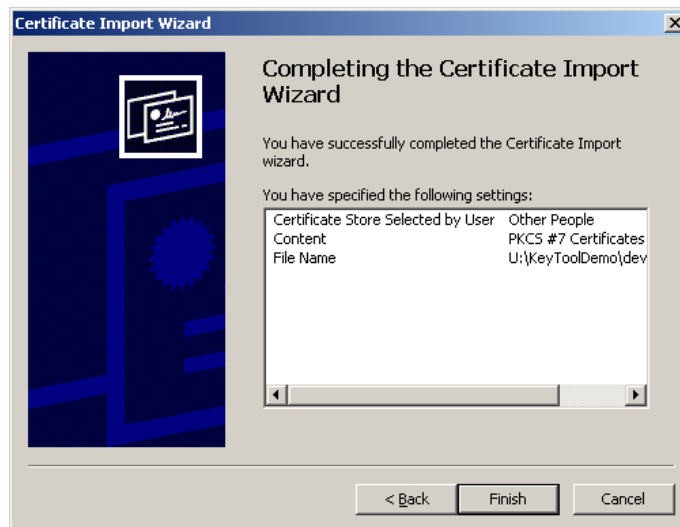 Certificate Import Wizard
Completing the Certificate Import
Wizard
You have successfully completed the Certificate Import
wizard.
You have specified the following settings:
Certificate Store Selected by User Other People
Content PKCS #7 Certificates
File Name U:\KeyToolDemo\dev
< Back Finish Cancel